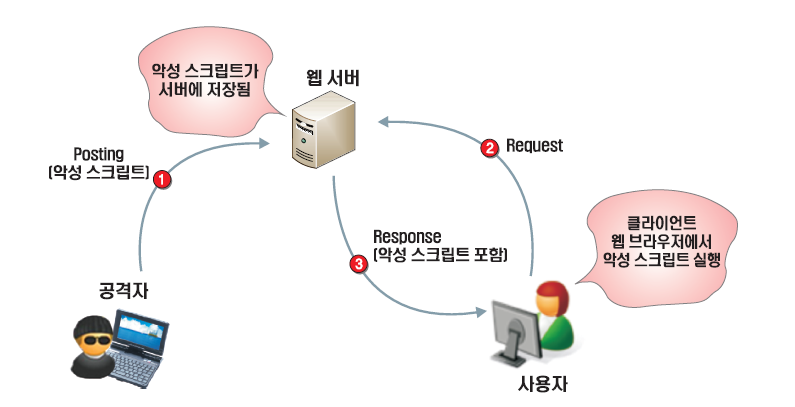 악성 스크립트가
서버에 저장됨
웹 서버
Posting
(악성 스크립트)
1
2
Request
클라이언트
웹 브라우저에서
악성 스크립트 실행
Response
(악성 스크립트 포함)
3
공격자
사용자